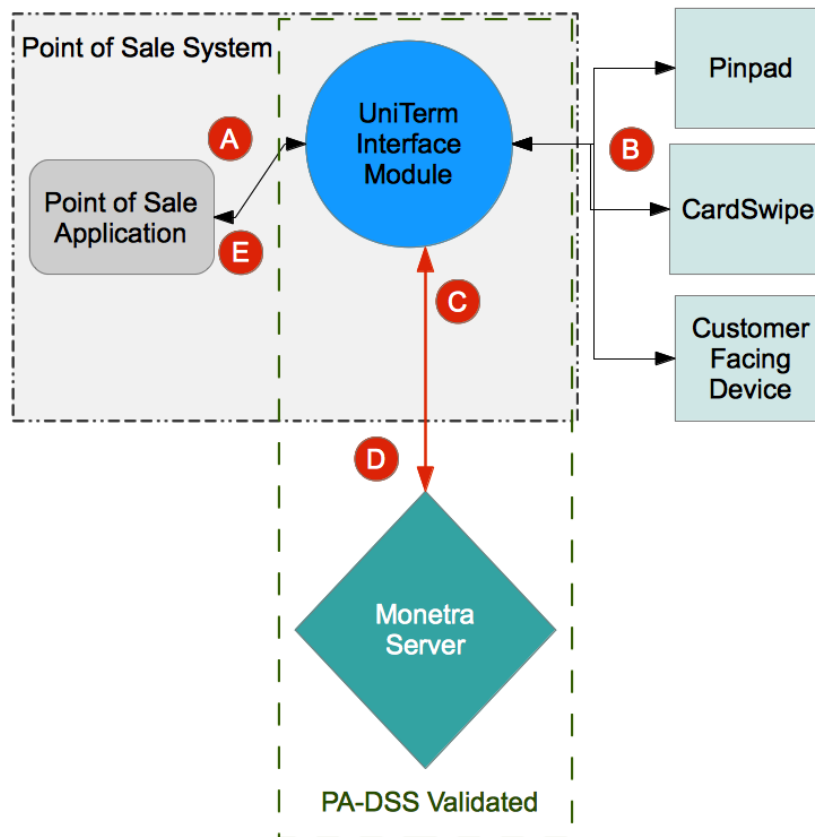 Point of Sale System
UniTerm
Interface
Module
Pinpad
A
B
Point of Sale
Application
CardSwipe
E
C
Customer
Facing
Device
D
Monetra
Server
PA-DSS Validated